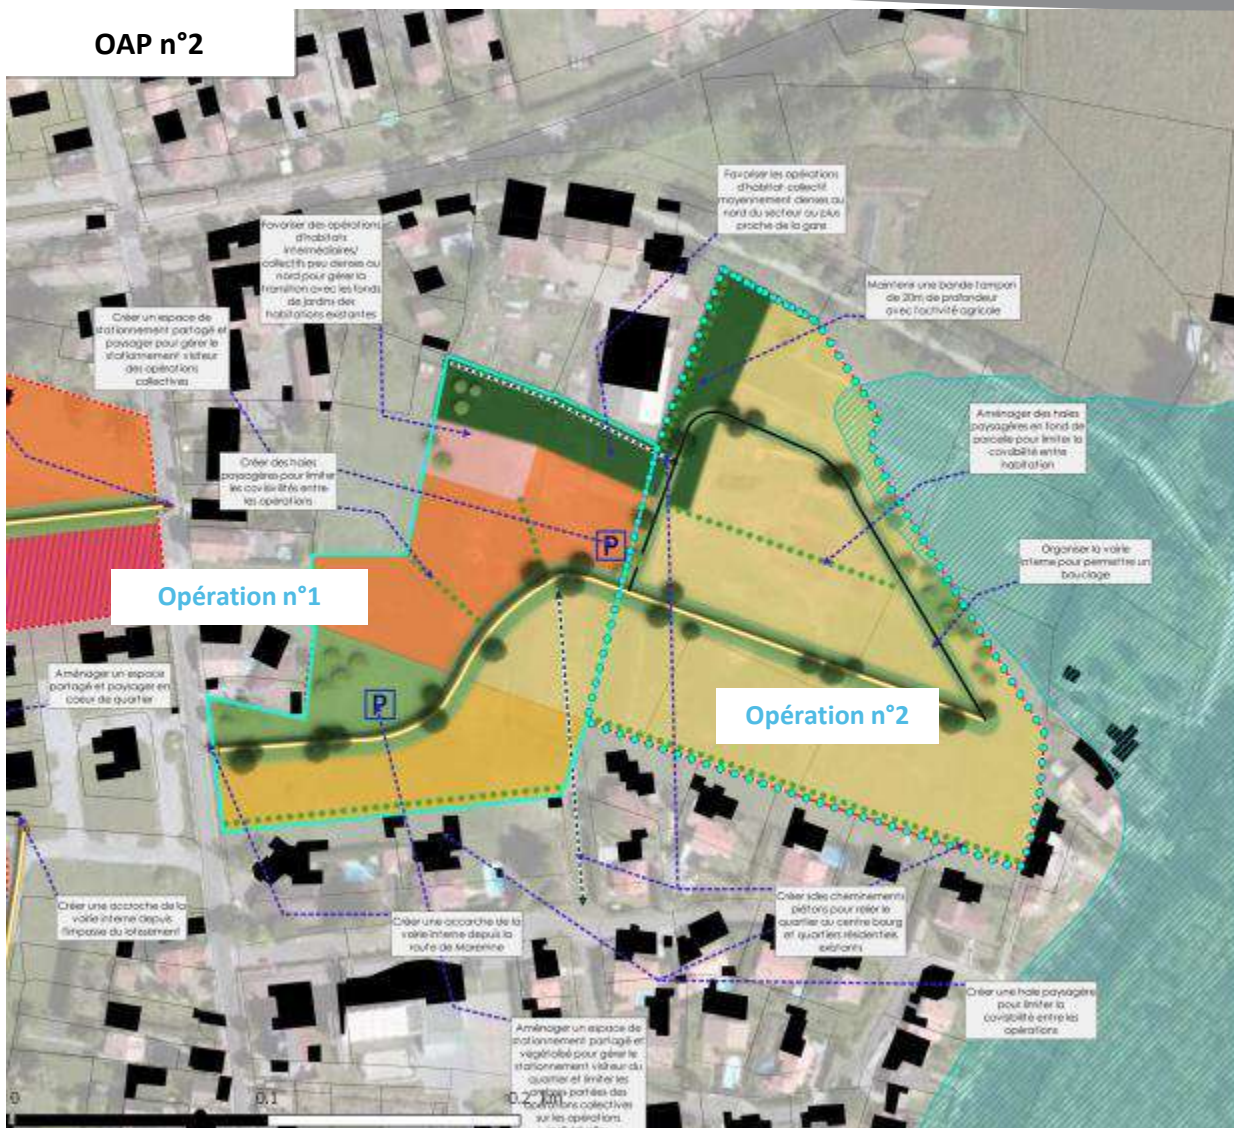 OAP n°2
Favoriser les opérations
d'habitat collectif
moyennement denses au
nord du secteur au plus
proche de la gare
Favoriser des opérations
d'habitats
intermédiaires/
collectifs peu denses au
nord pour gérer la
transition avec les fonds
de jardins des
habitations existantes
Maintenir une bande tampon
de 20m de profondeur
avec l'activité agricole
Créer un espace de
stationnement partagé et
paysager pour gérer le
stationnement visiteur
des opérations
collectives
Aménager des haies
paysagères en fond de
parcelle pour limiter la
covisibilité entre
habitation
Créer des haies
paysagères pour limiter
les covisibilités entre
les opérations
P
Organiser la voirie
interne pour permettre un
bouclage
Opération n°1
Aménager un espace
partagé et paysager en
coeur de quartier
P
Opération n°2
Créer une accroche de la
voirie interne depuis
l'impasse du lotissement
Créer une accroche de la
voirie interne depuis la
route de Maremne
Créer des cheminements
piétons pour relier le
quartier au centre bourg
et quartiers résidentiels
existants
Créer une haie paysagère
pour limiter la
covisibilité entre les
opérations
Aménager un espace de
stationnement partagé et
végétalisé pour gérer le
stationnement visiteur du
quartier et limiter les
ombres portées des
opérations collectives
sur les opérations
0 0.1 0.2 km